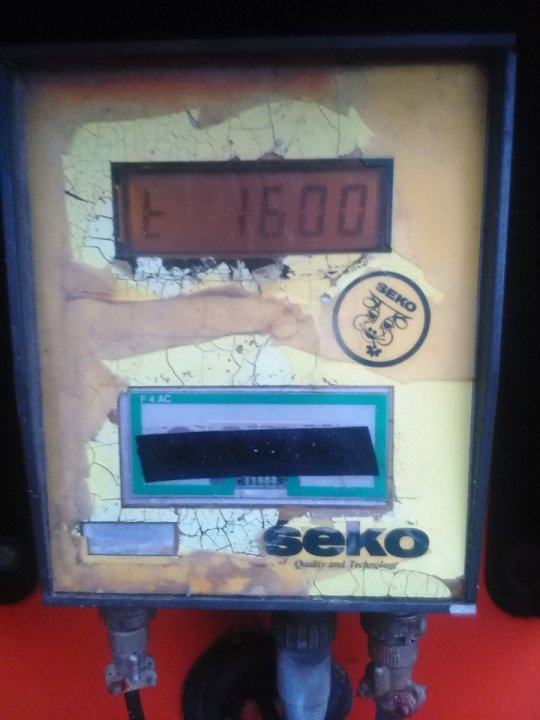 t 1600
SEKO
F 4 AC
seko
Quality and Technology